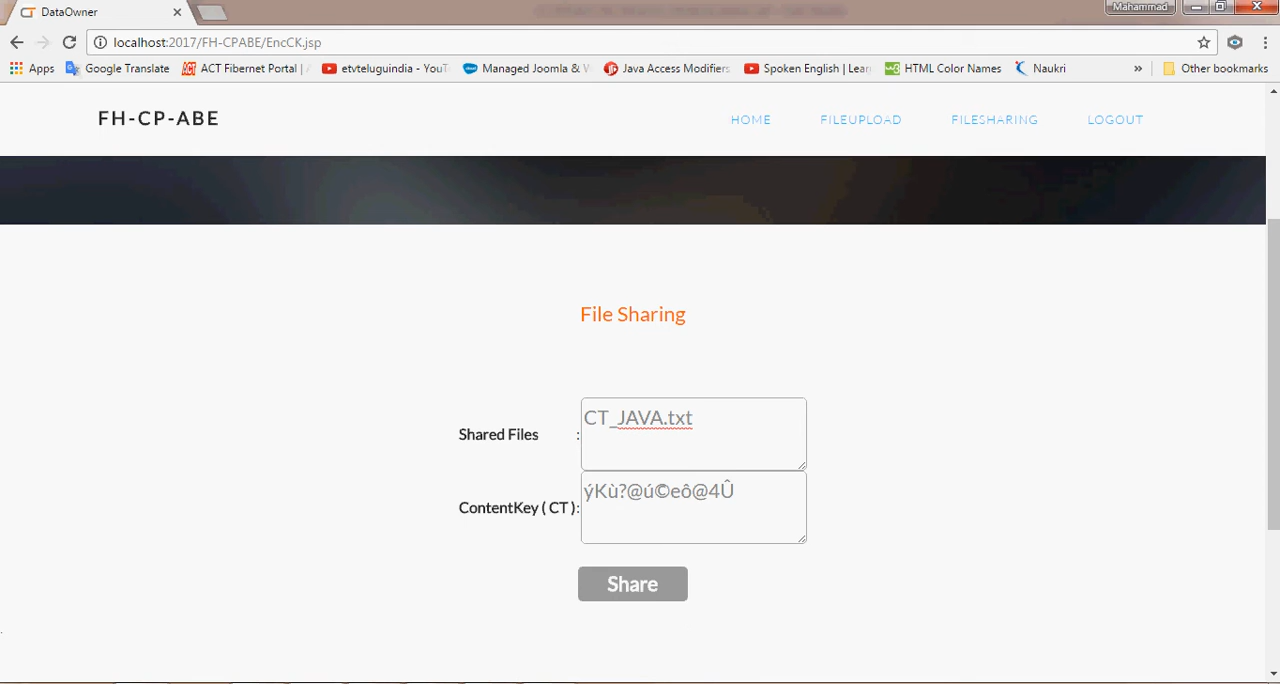 DataOwner
Mahammad
localhost:2017/FH-CPABE/EncCK.jsp
Apps Google Translate ACT Fibernet Portal | etvteluguindia - YouT Managed Joomla & W Java Access Modifiers Spoken English | Lear HTML Color Names Naukri » Other bookmarks
FH-CP-ABE HOME FILEUPLOAD FILESHARING LOGOUT
File Sharing
Shared Files : CT_JAVA.txt
ContentKey ( CT ) : ýKù?@ú©eô@4Û
Share